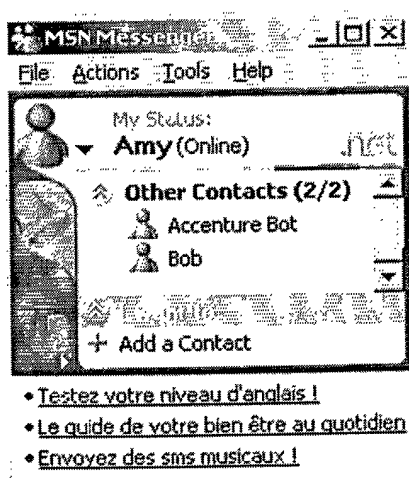 MSN Messenger
File Actions Tools Help
My Status:
Amy (Online)
.net
Other Contacts (2/2)
Accenture Bot
Bob
+ Add a Contact
• Testez votre niveau d'anglais !
• Le guide de votre bien être au quotidien
• Envoyez des sms musicaux !